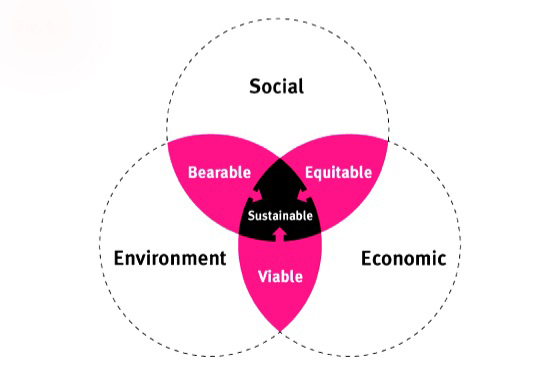 Social
Bearable
Equitable
Sustainable
Environment
Economic
Viable